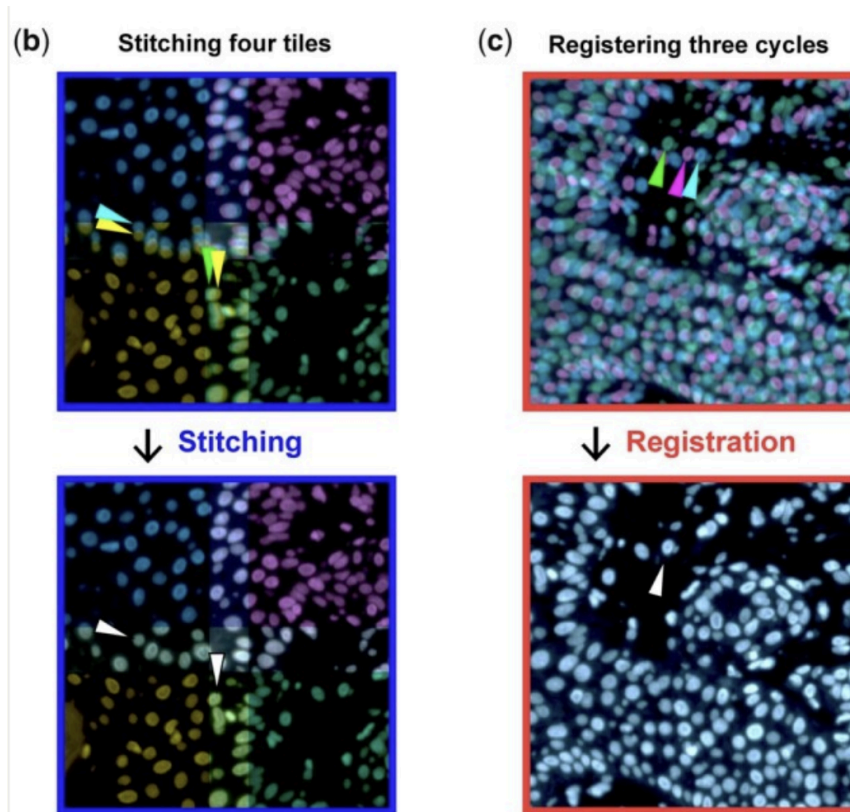 (b) Stitching four tiles
(c) Registering three cycles
Stitching
Registration